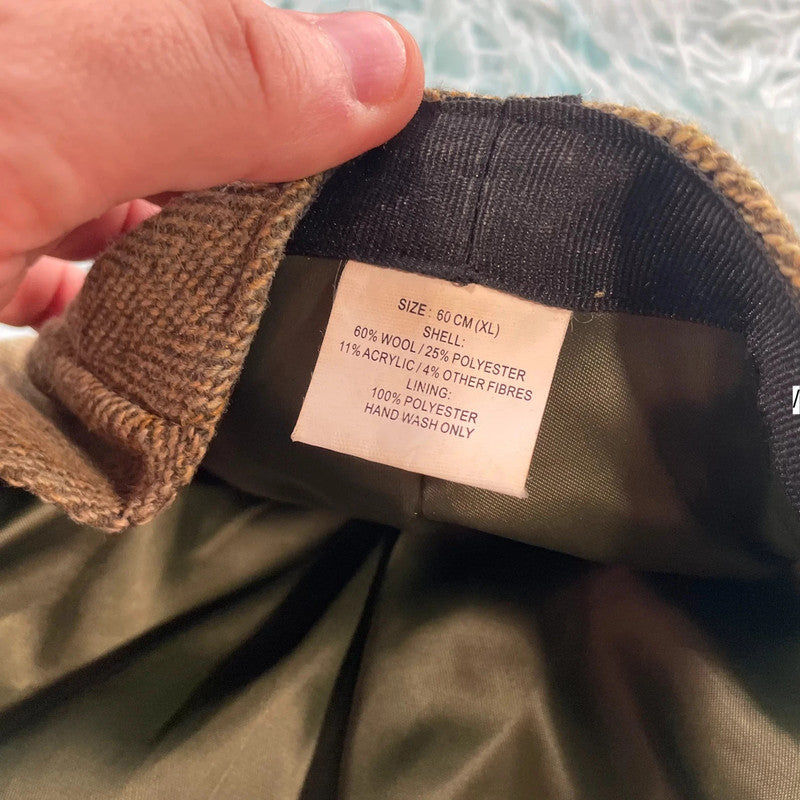 SIZE : 60 CM (XL)
SHELL:
60% WOOL / 25% POLYESTER
11% ACRYLIC / 4% OTHER FIBRES
LINING:
100% POLYESTER
HAND WASH ONLY